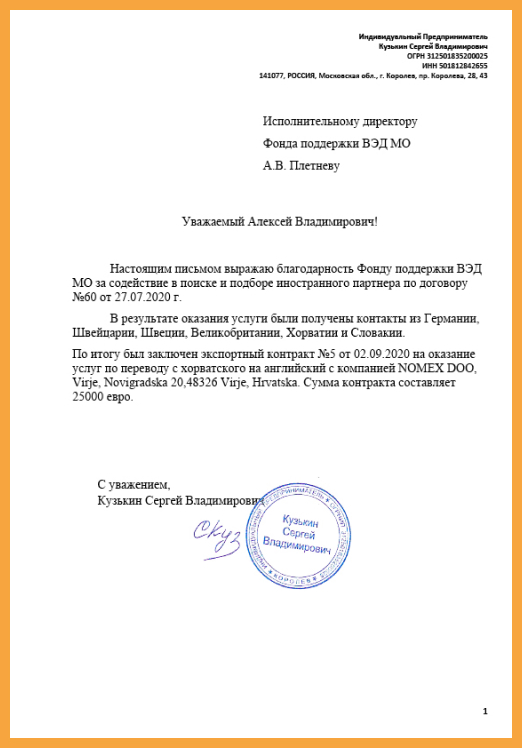 Индивидуальный Предприниматель
Кузькин Сергей Владимирович
ОГРН 312501835200025
ИНН 501812842655
141077, РОССИЯ, Московская обл., г. Королев, пр. Королева, 28, 43
Исполнительному директору
Фонда поддержки ВЭД МО
А.В. Плетневу
Уважаемый Алексей Владимирович!
Настоящим письмом выражаю благодарность Фонду поддержки ВЭД
МО за содействие в поиске и подборе иностранного партнера по договору
№60 от 27.07.2020 г.
В результате оказания услуги были получены контакты из Германии,
Швейцарии, Швеции, Великобритании, Хорватии и Словакии.
По итогу был заключен экспортный контракт №5 от 02.09.2020 на оказание
услуг по переводу с хорватского на английский с компанией NOMEX DOO,
Virje, Novigradska 20,48326 Virje, Hrvatska. Сумма контракта составляет
25000 евро.
С уважением,
Кузькин Сергей Владимирович
Кузькин
Сергей
Владимирович
ИНДИВИДУАЛЬНЫЙ ПРЕДПРИНИМАТЕЛЬ
КОРОЛЕВ
1